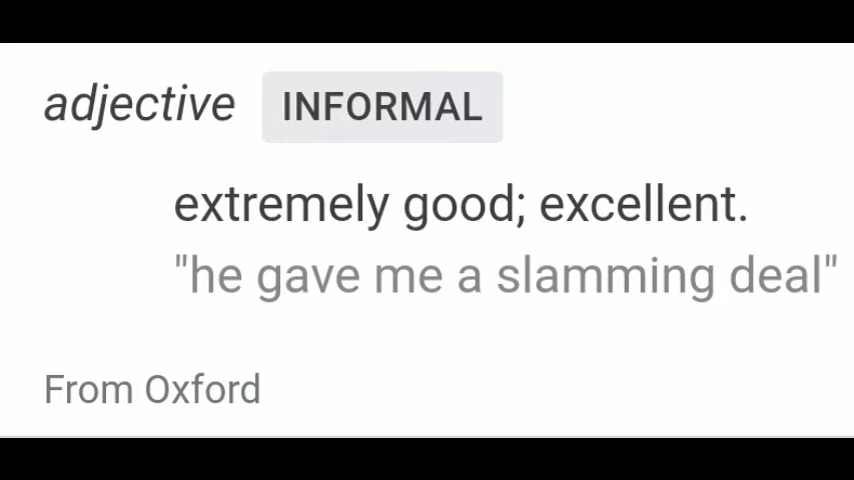 adjective INFORMAL
extremely good; excellent.
"he gave me a slamming deal"
From Oxford